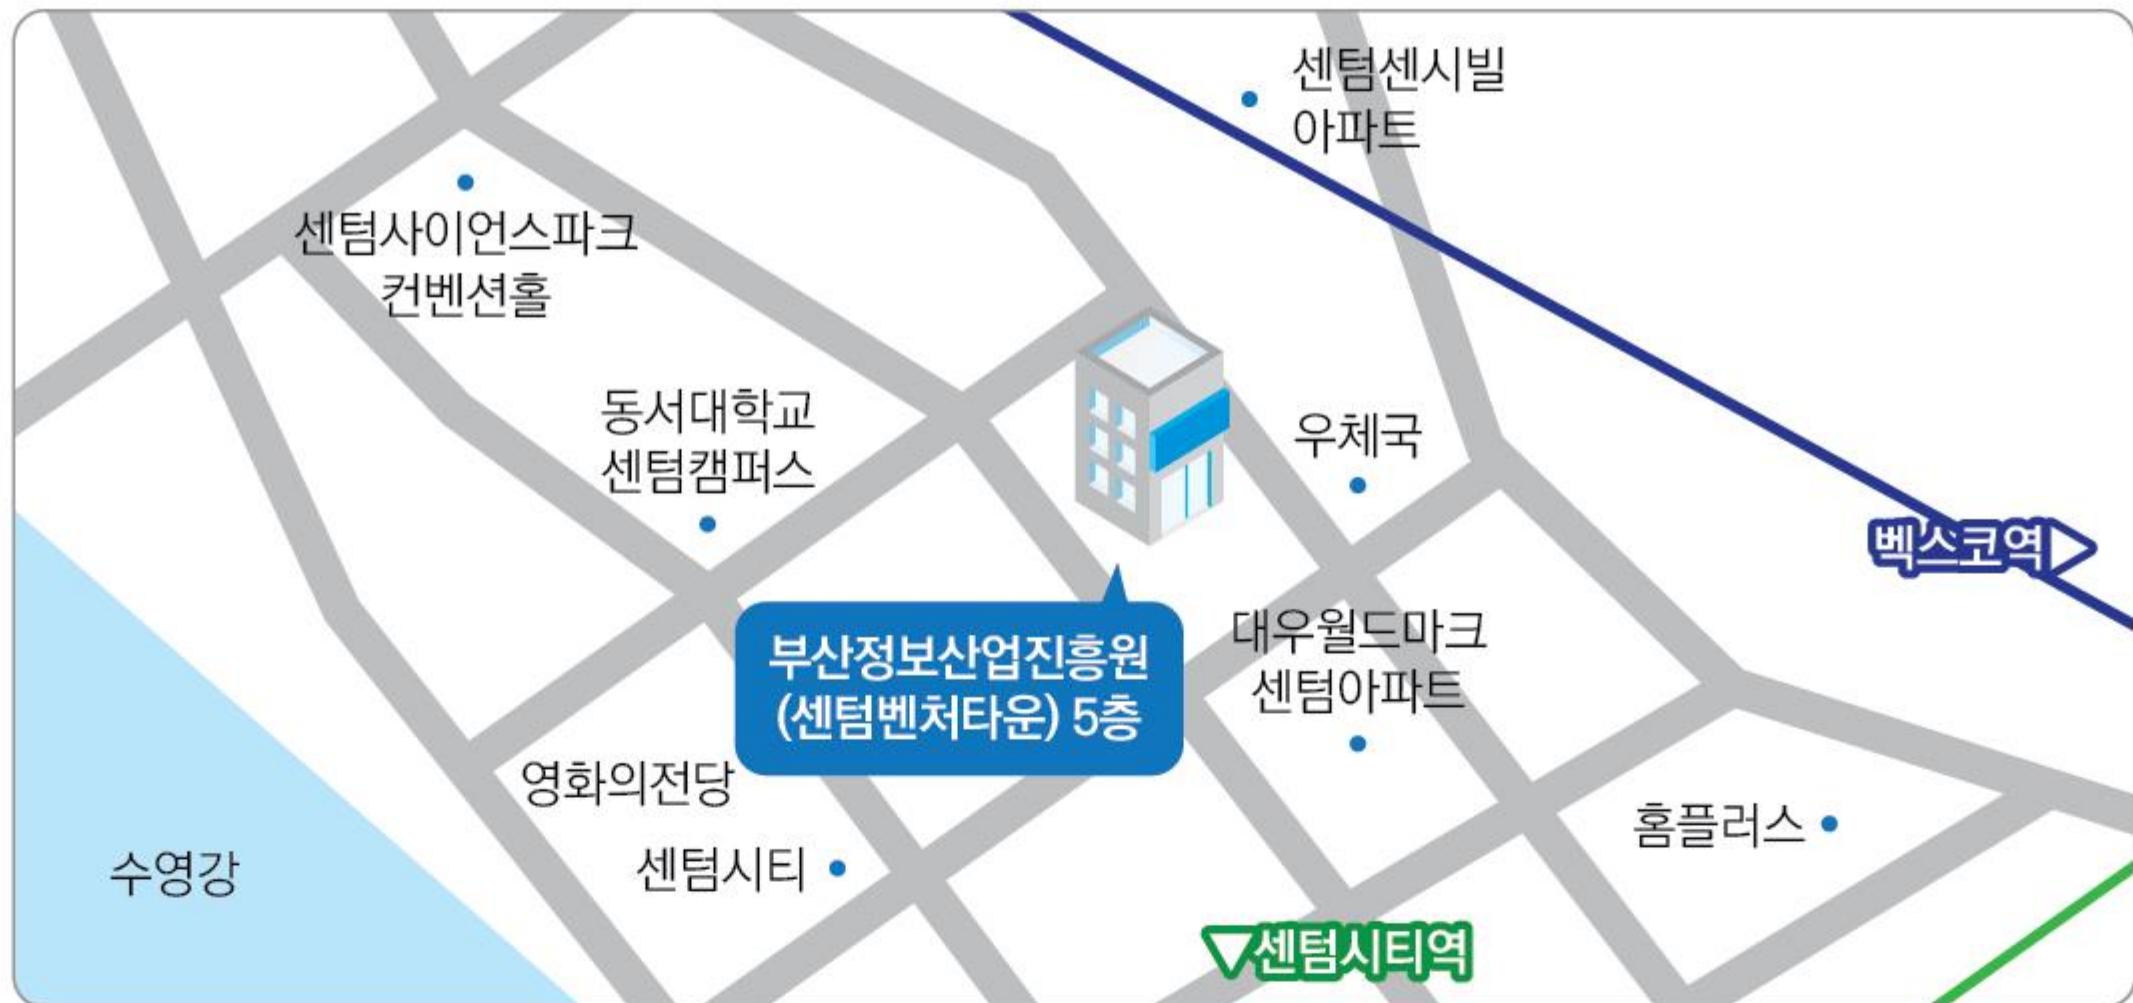 센텀센시빌
아파트
센텀사이언스파크
컨벤션홀
동서대학교
센텀캠퍼스
우체국
벡스코역▷
부산정보산업진흥원
(센텀벤처타운) 5층
대우월드마크
센텀아파트
영화의전당
홈플러스
센텀시티
수영강
▽센텀시티역